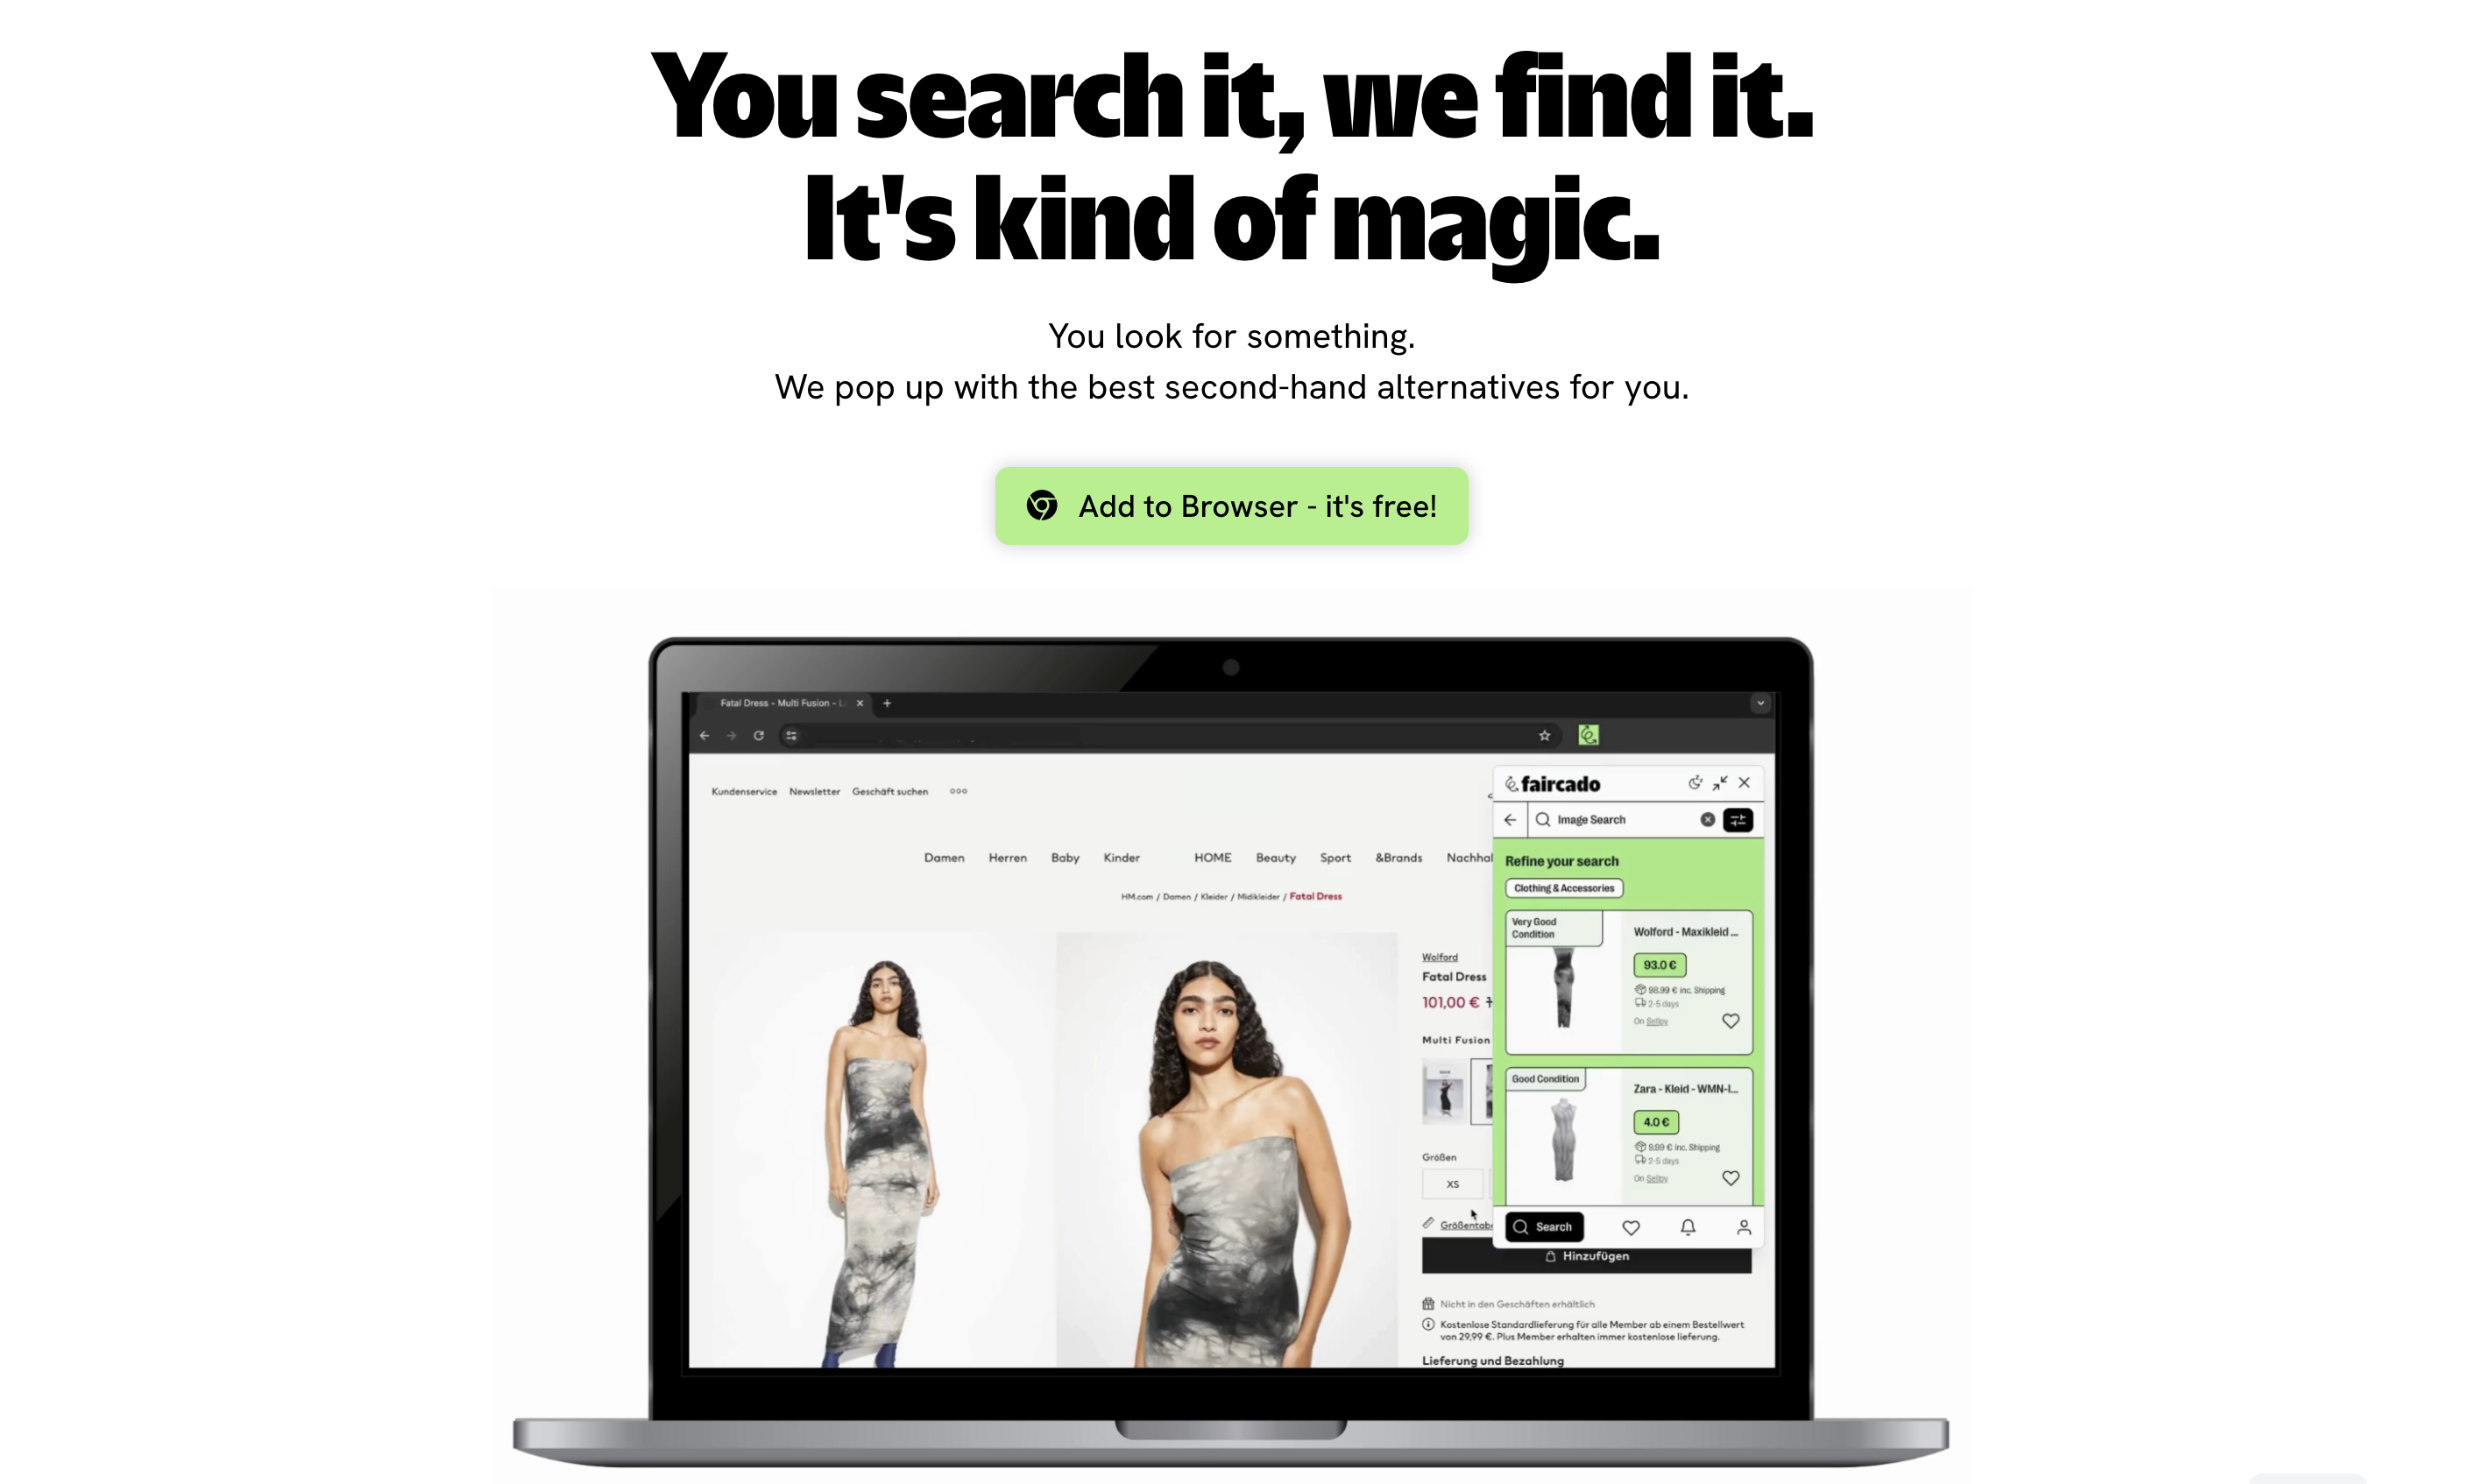 You search it, we find it.
It's kind of magic.
You look for something.
We pop up with the best second-hand alternatives for you.
Add to Browser - it's free!
Fatal Dress - Multi Fusion -
Kundenservice Newsletter Geschäft suchen
Damen Herren Baby Kinder HOME Beauty Sport &Brands Nachhal
HM.com / Damen / Kleider / Midikleider / Fatal Dress
Wolford
Fatal Dress
101,00 €
Multi Fusion
Größen
XS
Größentab
Hinzufügen
Nicht in den Geschäften erhältlich
Kostenlose Standardlieferung für alle Member ab einem Bestellwert
von 29,99 €. Plus Member erhalten immer kostenlose lieferung.
Lieferung und Bezahlung
faircado
Image Search
Refine your search
Clothing & Accessories
Very Good
Condition
Wolford - Maxikleid ...
93.0 €
98.99 € inc. Shipping
2-5 days
On Sellpy
Good Condition
Zara - Kleid - WMN-I...
4.0 €
9.99 € inc. Shipping
2-5 days
On Sellpy
Search